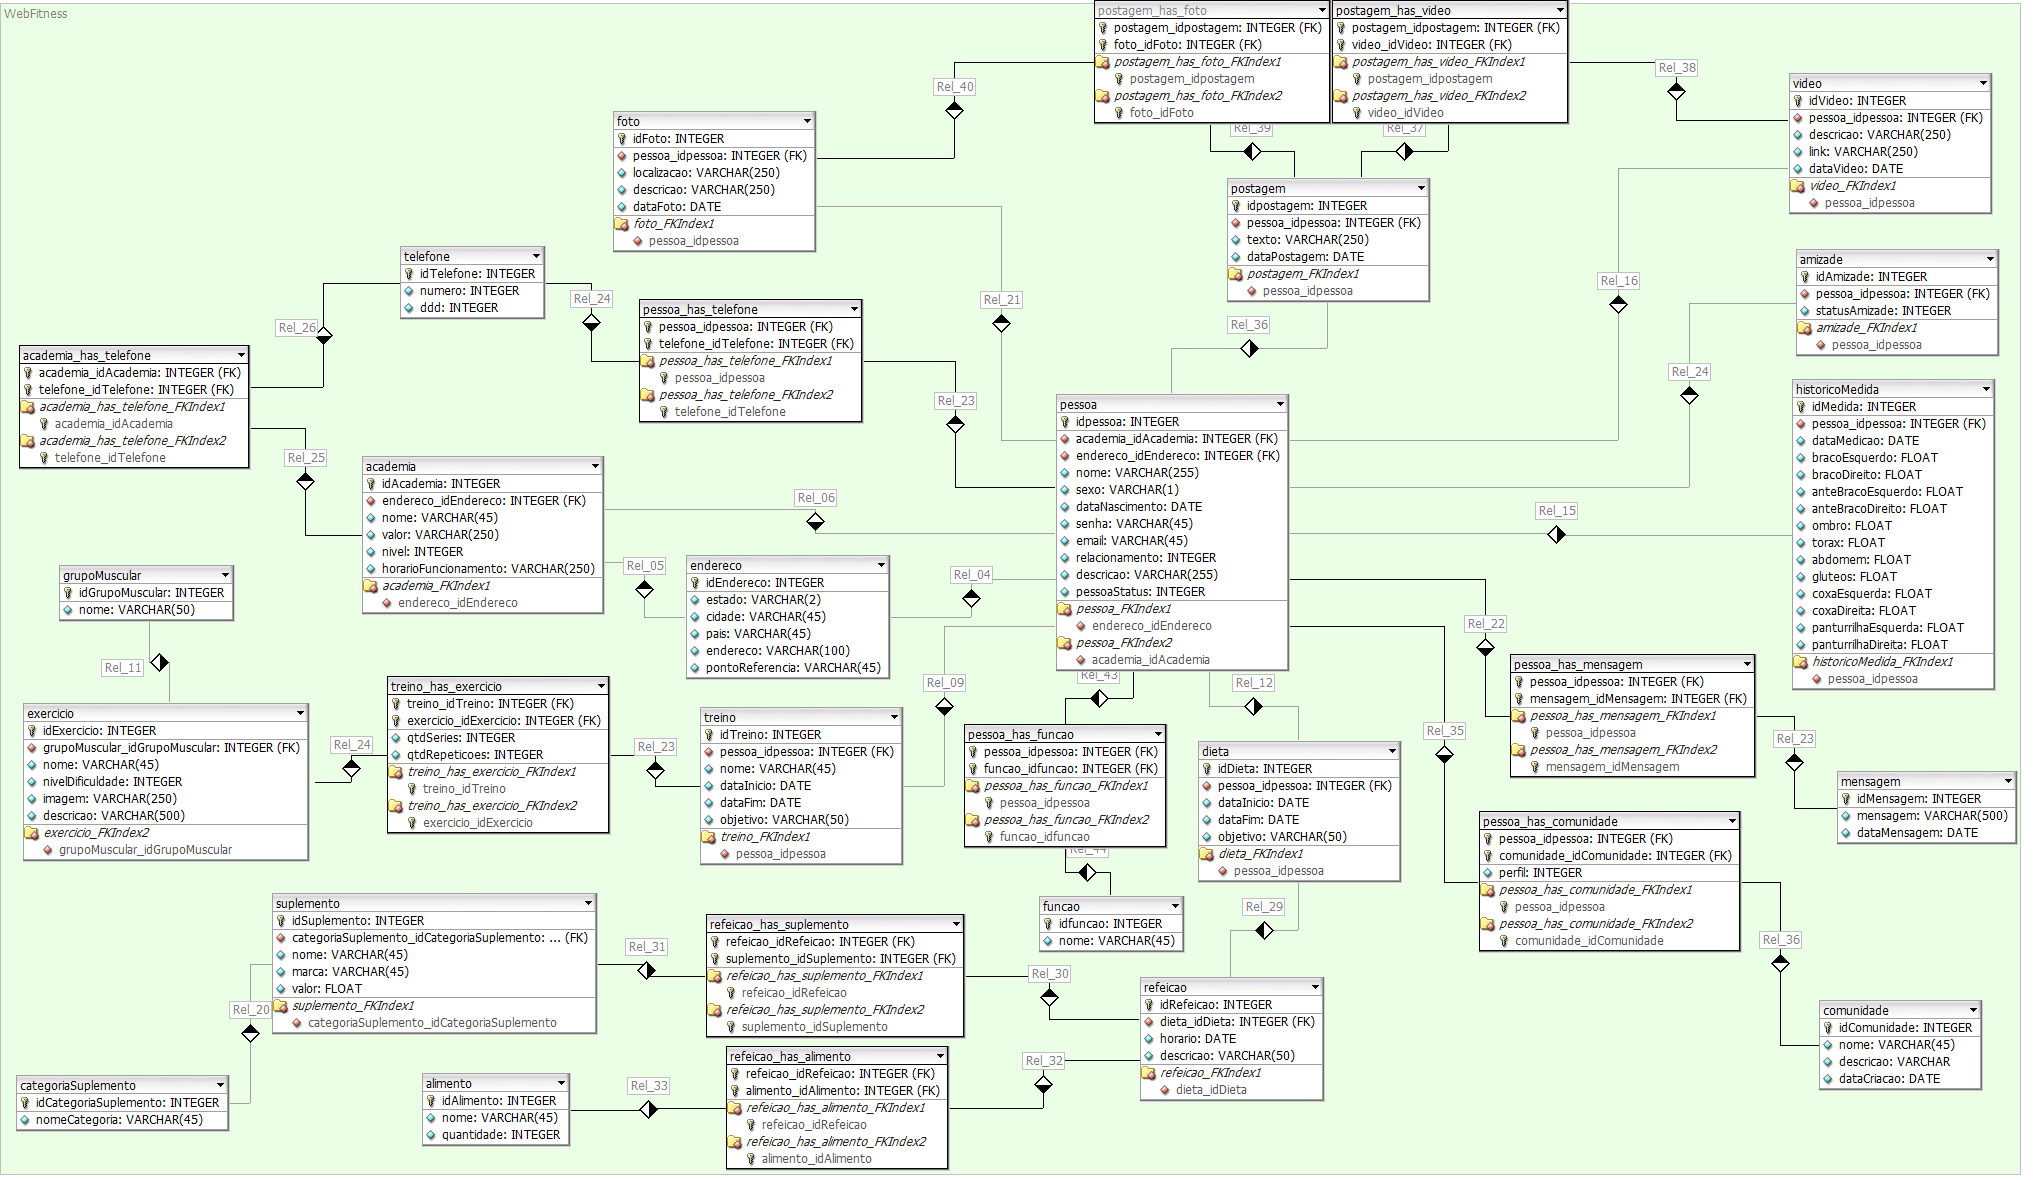 WebFitness
postagem_has_foto
postagem_idpostagem: INTEGER (FK)
foto_idFoto: INTEGER (FK)
postagem_has_foto_FKIndex1
postagem_idpostagem
postagem_has_foto_FKIndex2
foto_idFoto
postagem_has_video
postagem_idpostagem: INTEGER (FK)
video_idVideo: INTEGER (FK)
postagem_has_video_FKIndex1
postagem_idpostagem
postagem_has_video_FKIndex2
video_idVideo
Rel_38
video
idVideo: INTEGER
pessoa_idpessoa: INTEGER (FK)
descricao: VARCHAR(250)
link: VARCHAR(250)
dataVideo: DATE
video_FKIndex1
pessoa_idpessoa
Rel_40
foto
idFoto: INTEGER
pessoa_idpessoa: INTEGER (FK)
localizacao: VARCHAR(250)
descricao: VARCHAR(250)
dataFoto: DATE
foto_FKIndex1
pessoa_idpessoa
Rel_39
Rel_37
postagem
idpostagem: INTEGER
pessoa_idpessoa: INTEGER (FK)
texto: VARCHAR(250)
dataPostagem: DATE
postagem_FKIndex1
pessoa_idpessoa
telefone
idTelefone: INTEGER
numero: INTEGER
ddd: INTEGER
Rel_24
pessoa_has_telefone
pessoa_idpessoa: INTEGER (FK)
telefone_idTelefone: INTEGER (FK)
pessoa_has_telefone_FKIndex1
pessoa_idpessoa
pessoa_has_telefone_FKIndex2
telefone_idTelefone
Rel_21
Rel_36
Rel_16
amizade
idAmizade: INTEGER
pessoa_idpessoa: INTEGER (FK)
statusAmizade: INTEGER
amizade_FKIndex1
pessoa_idpessoa
Rel_26
academia_has_telefone
academia_idAcademia: INTEGER (FK)
telefone_idTelefone: INTEGER (FK)
academia_has_telefone_FKIndex1
academia_idAcademia
academia_has_telefone_FKIndex2
telefone_idTelefone
Rel_23
Rel_24
pessoa
idpessoa: INTEGER
academia_idAcademia: INTEGER (FK)
endereco_idEndereco: INTEGER (FK)
nome: VARCHAR(255)
sexo: VARCHAR(1)
dataNascimento: DATE
senha: VARCHAR(45)
email: VARCHAR(45)
relacionamento: INTEGER
descricao: VARCHAR(255)
pessoaStatus: INTEGER
pessoa_FKIndex1
endereco_idEndereco
pessoa_FKIndex2
academia_idAcademia
historicoMedida
idMedida: INTEGER
pessoa_idpessoa: INTEGER (FK)
dataMedicao: DATE
bracoEsquerdo: FLOAT
bracoDireito: FLOAT
anteBracoEsquerdo: FLOAT
anteBracoDireito: FLOAT
ombro: FLOAT
torax: FLOAT
abdomem: FLOAT
gluteos: FLOAT
coxaEsquerda: FLOAT
coxaDireita: FLOAT
panturrilhaEsquerda: FLOAT
panturrilhaDireita: FLOAT
historicoMedida_FKIndex1
pessoa_idpessoa
Rel_25
academia
idAcademia: INTEGER
endereco_idEndereco: INTEGER (FK)
nome: VARCHAR(45)
valor: VARCHAR(250)
nivel: INTEGER
horarioFuncionamento: VARCHAR(250)
academia_FKIndex1
endereco_idEndereco
Rel_06
Rel_15
Rel_05
endereco
idEndereco: INTEGER
estado: VARCHAR(2)
cidade: VARCHAR(45)
pais: VARCHAR(45)
endereco: VARCHAR(100)
pontoReferencia: VARCHAR(45)
Rel_04
grupoMuscular
idGrupoMuscular: INTEGER
nome: VARCHAR(50)
Rel_11
Rel_22
pessoa_has_mensagem
pessoa_idpessoa: INTEGER (FK)
mensagem_idMensagem: INTEGER (FK)
pessoa_has_mensagem_FKIndex1
pessoa_idpessoa
pessoa_has_mensagem_FKIndex2
mensagem_idMensagem
Rel_09
Rel_43
Rel_12
exercicio
idExercicio: INTEGER
grupoMuscular_idGrupoMuscular: INTEGER (FK)
nome: VARCHAR(45)
nivelDificuldade: INTEGER
imagem: VARCHAR(250)
descricao: VARCHAR(500)
exercicio_FKIndex2
grupoMuscular_idGrupoMuscular
Rel_24
treino_has_exercicio
treino_idTreino: INTEGER (FK)
exercicio_idExercicio: INTEGER (FK)
qtdSeries: INTEGER
qtdRepeticoes: INTEGER
treino_has_exercicio_FKIndex1
treino_idTreino
treino_has_exercicio_FKIndex2
exercicio_idExercicio
Rel_23
treino
idTreino: INTEGER
pessoa_idpessoa: INTEGER (FK)
nome: VARCHAR(45)
dataInicio: DATE
dataFim: DATE
objetivo: VARCHAR(50)
treino_FKIndex1
pessoa_idpessoa
pessoa_has_funcao
pessoa_idpessoa: INTEGER (FK)
funcao_idfuncao: INTEGER (FK)
pessoa_has_funcao_FKIndex1
pessoa_idpessoa
pessoa_has_funcao_FKIndex2
funcao_idfuncao
Rel_44
dieta
idDieta: INTEGER
pessoa_idpessoa: INTEGER (FK)
dataInicio: DATE
dataFim: DATE
objetivo: VARCHAR(50)
dieta_FKIndex1
pessoa_idpessoa
Rel_35
Rel_23
mensagem
idMensagem: INTEGER
mensagem: VARCHAR(500)
dataMensagem: DATE
pessoa_has_comunidade
pessoa_idpessoa: INTEGER (FK)
comunidade_idComunidade: INTEGER (FK)
perfil: INTEGER
pessoa_has_comunidade_FKIndex1
pessoa_idpessoa
pessoa_has_comunidade_FKIndex2
comunidade_idComunidade
funcao
idfuncao: INTEGER
nome: VARCHAR(45)
Rel_29
Rel_36
suplemento
idSuplemento: INTEGER
categoriaSuplemento_idCategoriaSuplemento: ... (FK)
nome: VARCHAR(45)
marca: VARCHAR(45)
valor: FLOAT
suplemento_FKIndex1
categoriaSuplemento_idCategoriaSuplemento
Rel_31
refeicao_has_suplemento
refeicao_idRefeicao: INTEGER (FK)
suplemento_idSuplemento: INTEGER (FK)
refeicao_has_suplemento_FKIndex1
refeicao_idRefeicao
refeicao_has_suplemento_FKIndex2
suplemento_idSuplemento
Rel_30
refeicao
idRefeicao: INTEGER
dieta_idDieta: INTEGER (FK)
horario: DATE
descricao: VARCHAR(50)
refeicao_FKIndex1
dieta_idDieta
comunidade
idComunidade: INTEGER
nome: VARCHAR(45)
descricao: VARCHAR
dataCriacao: DATE
Rel_20
categoriaSuplemento
idCategoriaSuplemento: INTEGER
nomeCategoria: VARCHAR(45)
alimento
idAlimento: INTEGER
nome: VARCHAR(45)
quantidade: INTEGER
Rel_33
refeicao_has_alimento
refeicao_idRefeicao: INTEGER (FK)
alimento_idAlimento: INTEGER (FK)
refeicao_has_alimento_FKIndex1
refeicao_idRefeicao
refeicao_has_alimento_FKIndex2
alimento_idAlimento
Rel_32